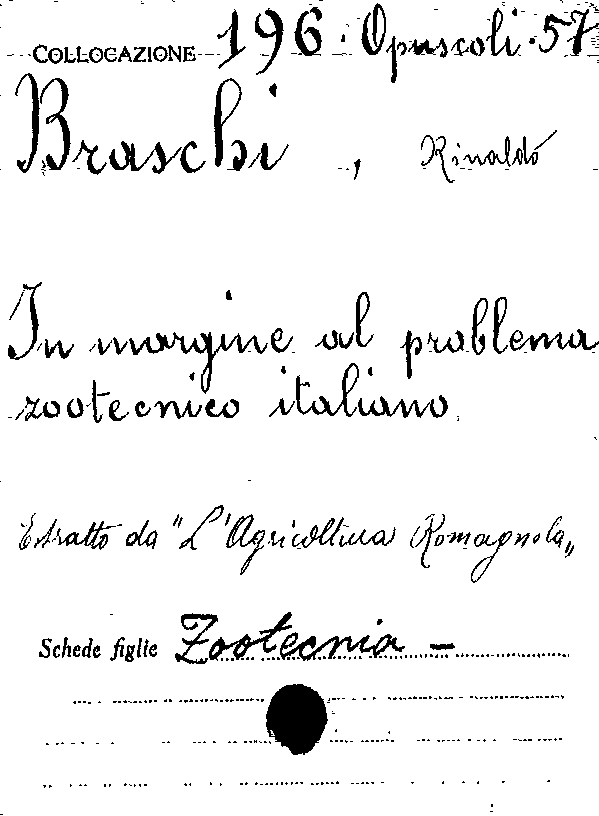 COLLOCAZIONE 196. Opuscoli. 57
Braschi, Rinaldo
In margine al problema
zootecnico italiano.
Estratto da "L'Agricoltura Romagnola„
Schede figlie Zootecnia -